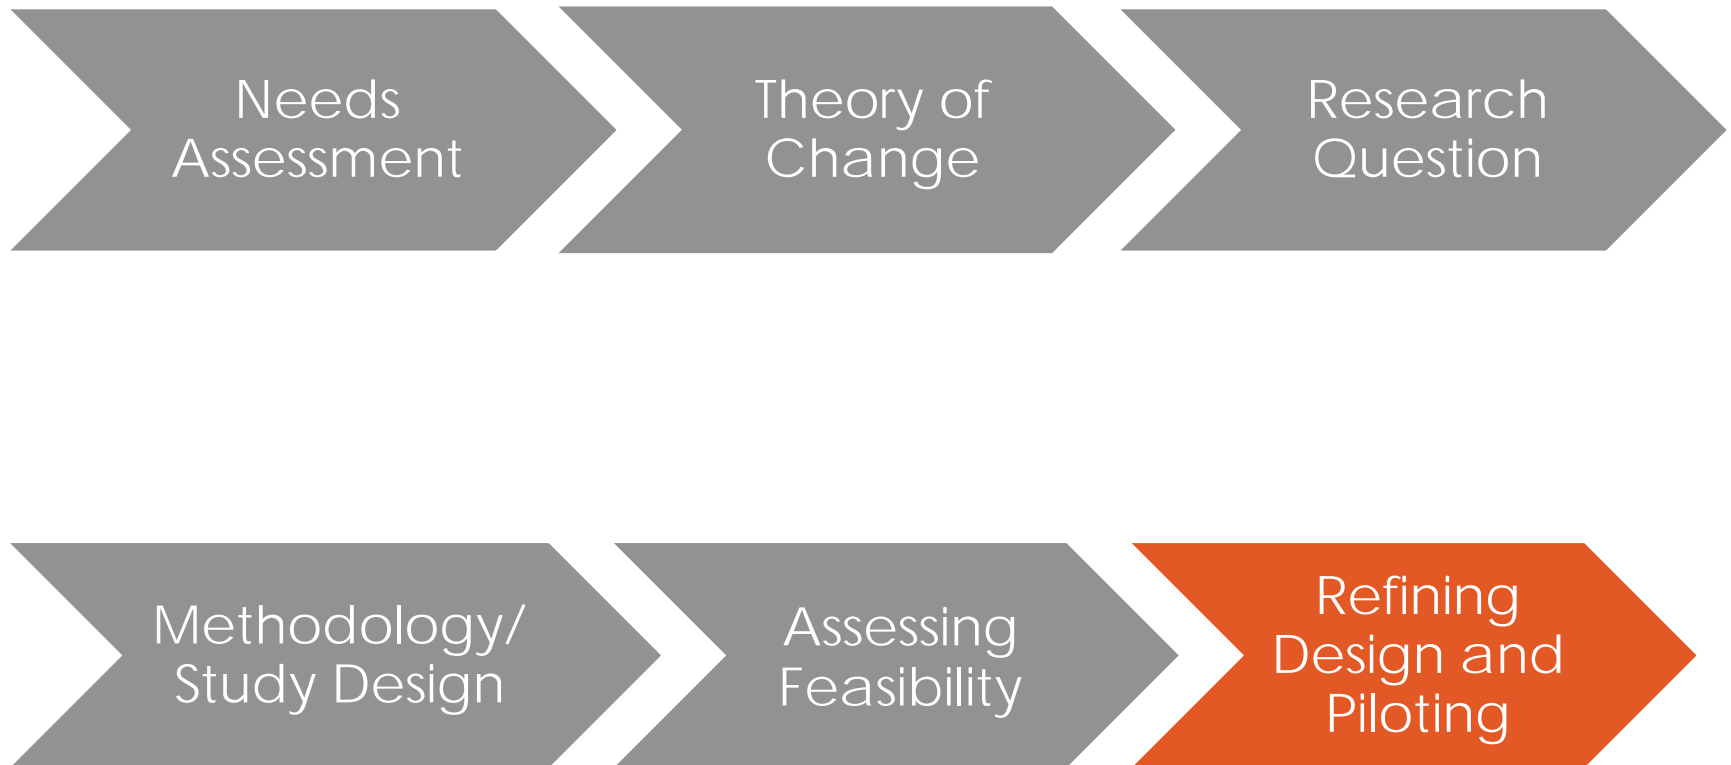 Needs
Assessment
Theory of
Change
Research
Question
Methodology/
Study Design
Assessing
Feasibility
Refining
Design and
Piloting